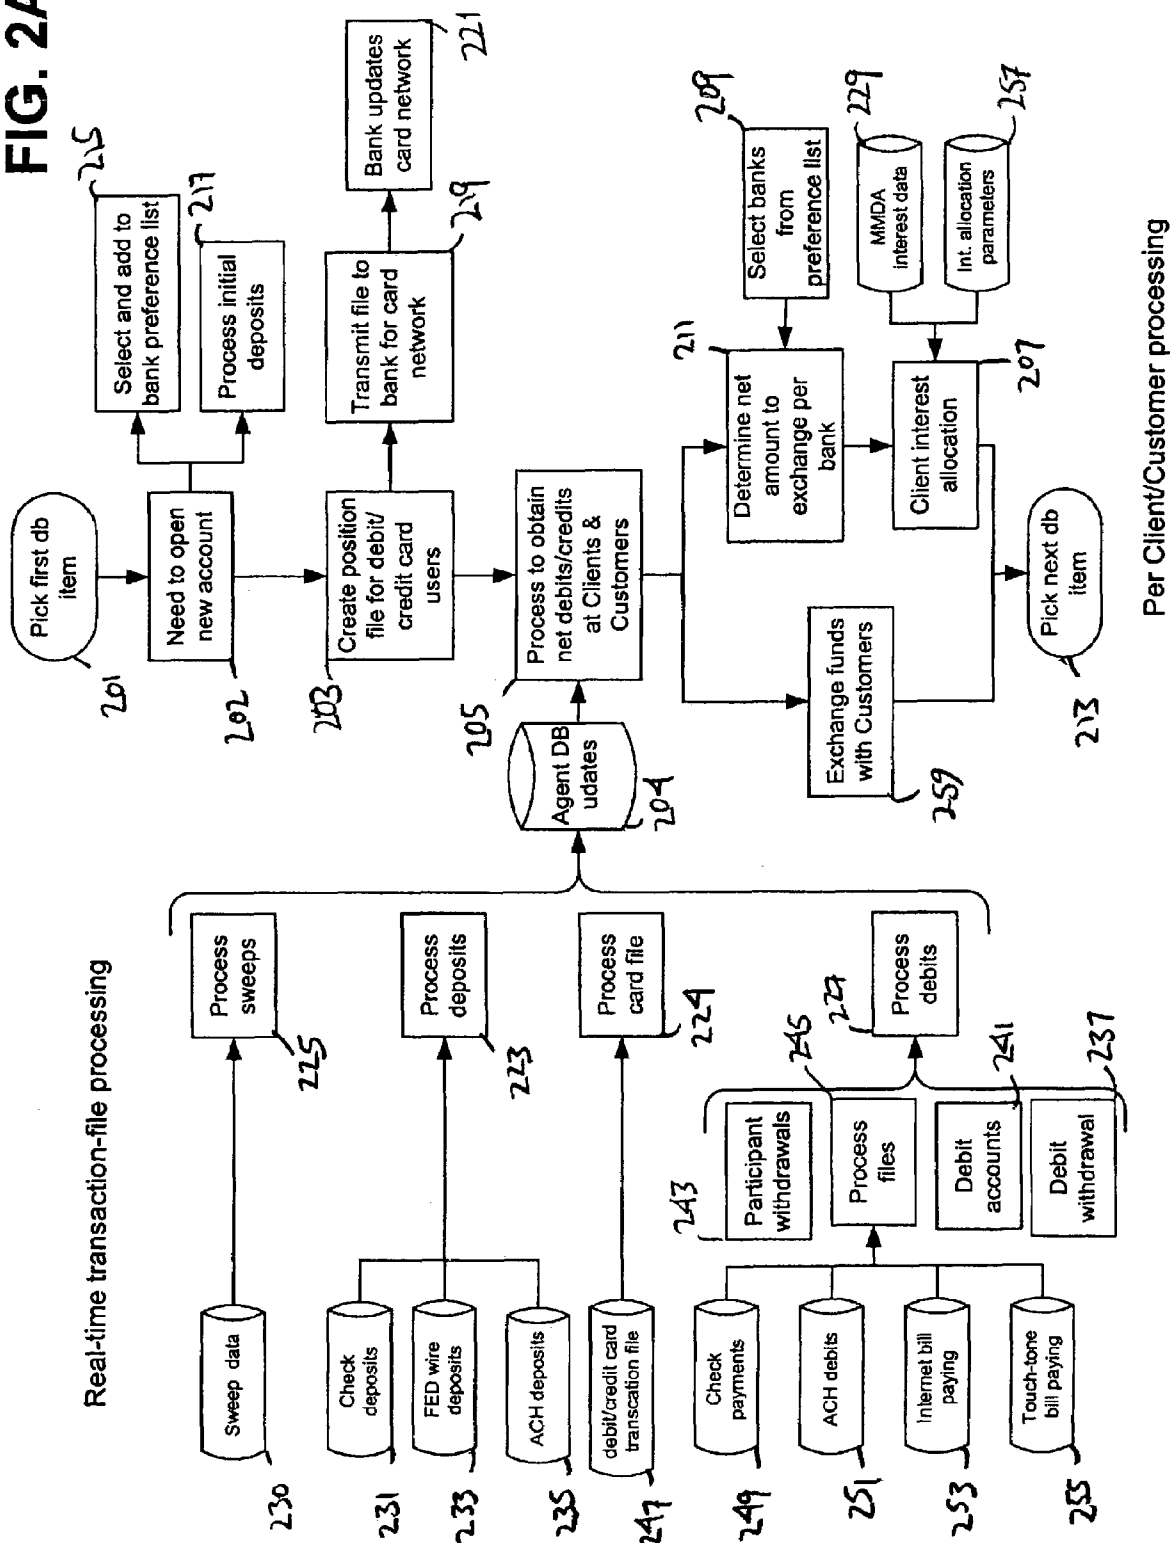 FIG. 2A
Real-time transaction-file processing
Sweep data
230
Process
sweeps
225
Check
deposits
231
FED wire
deposits
233
ACH deposits
235
Process
deposits
223
debit/credit card
transcation file
247
Process
card file
224
Check
payments
249
ACH debits
251
Internet bill
paying
253
Touch-tone
bill paying
255
243
Participant
withdrawals
245
Process
files
Debit
accounts
241
Debit
withdrawal
237
227
Process
debits
Agent DB
udates
204
Pick first db
item
201
Need to open
new account
202
215
Select and add to
bank preference list
217
Process initial
deposits
Create position
file for debit/
credit card
users
203
Transmit file to
bank for card
network
219
Bank updates
card network
221
205
Process to obtain
net debits/credits
at Clients &
Customers
209
Select banks
from
preference list
211
Determine net
amount to
exchange per
bank
229
MMDA
interest data
257
Int. allocation
parameters
Exchange funds
with Customers
259
Client interest
allocation
207
Pick next db
item
213
Per Client/Customer processing